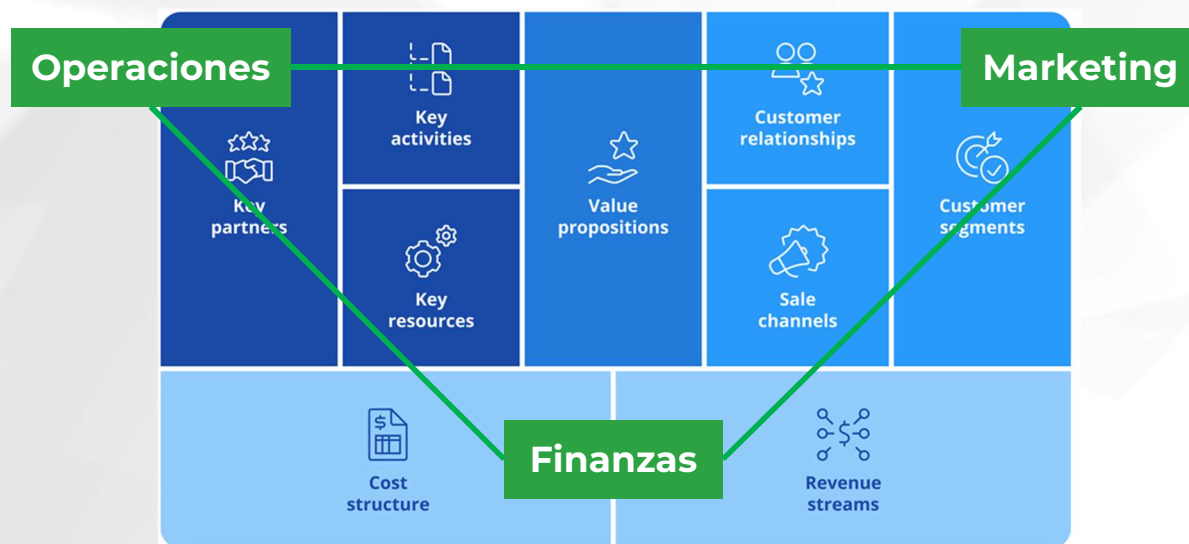 Operaciones
Marketing
Key
partners
Key
activities
Key
resources
Value
propositions
Customer
relationships
Sale
channels
Customer
segments
Finanzas
Cost
structure
Revenue
streams